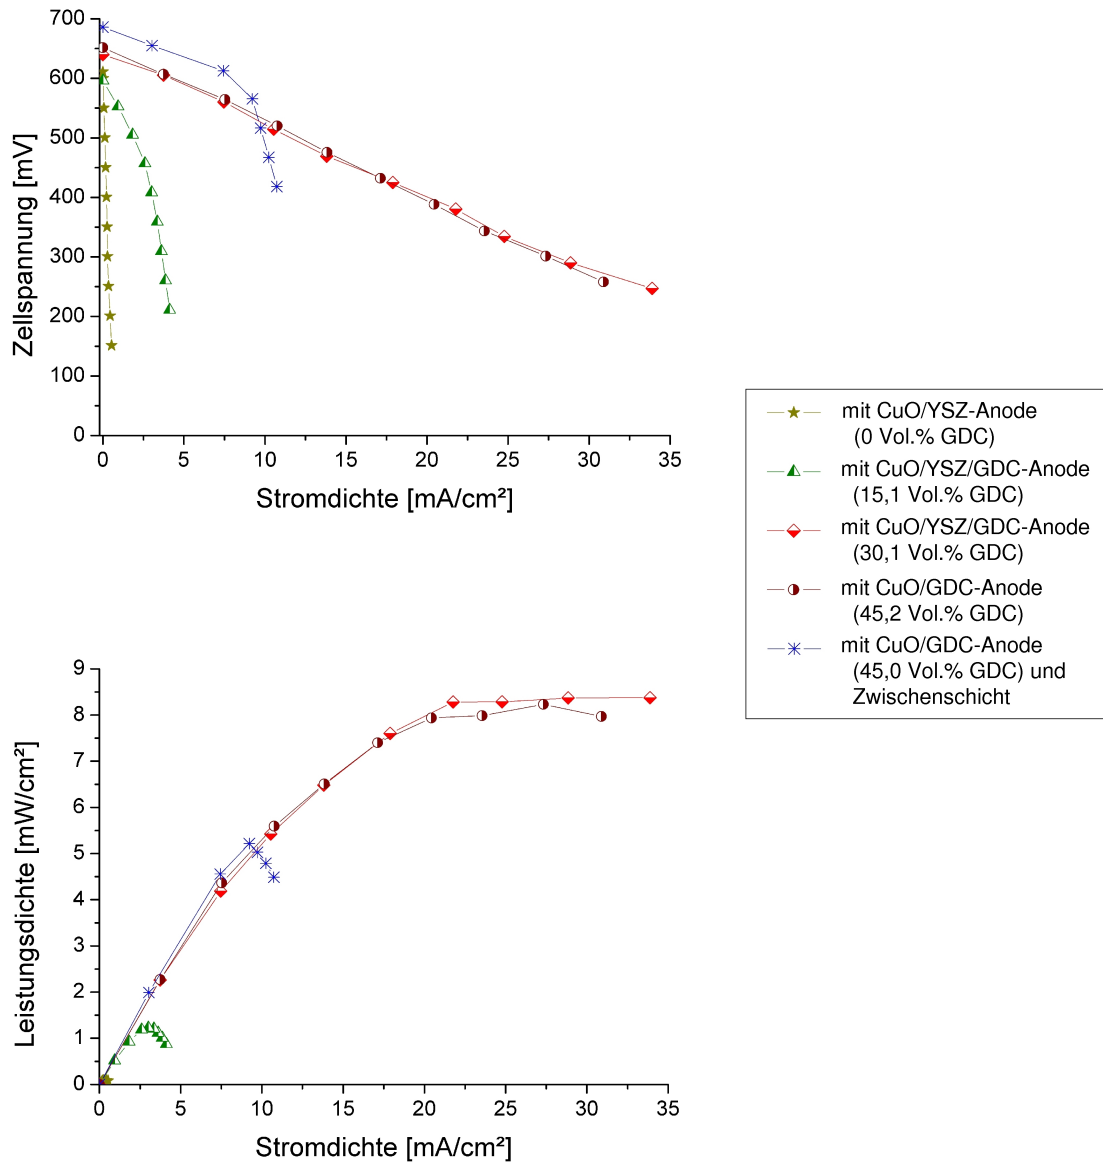 700
600
500
400
300
200
100
0
Zellspannung [mV]
0 5 10 15 20 25 30 35
Stromdichte [mA/cm²]
mit CuO/YSZ-Anode
(0 Vol.% GDC)
mit CuO/YSZ/GDC-Anode
(15,1 Vol.% GDC)
mit CuO/YSZ/GDC-Anode
(30,1 Vol.% GDC)
mit CuO/GDC-Anode
(45,2 Vol.% GDC)
mit CuO/GDC-Anode
(45,0 Vol.% GDC) und
Zwischenschicht
9
8
7
6
5
4
3
2
1
0
Leistungsdichte [mW/cm²]
0 5 10 15 20 25 30 35
Stromdichte [mA/cm²]